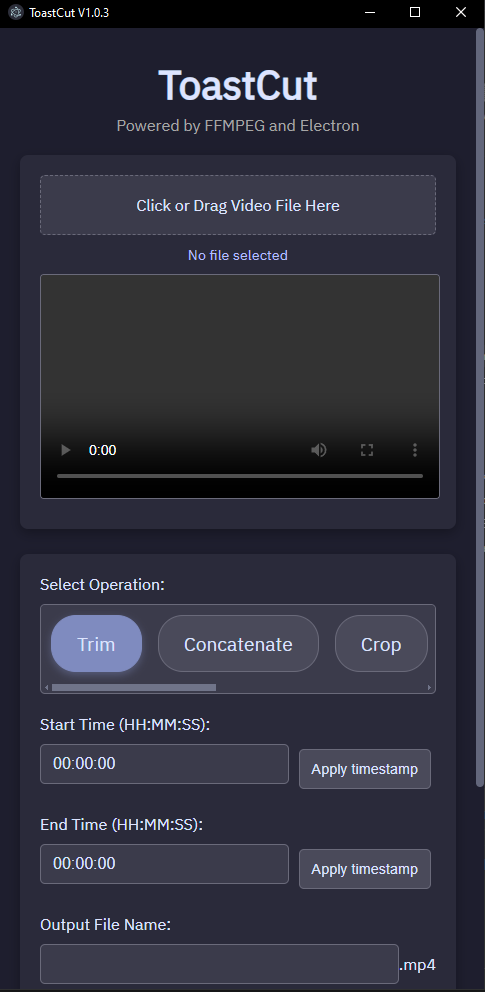 ToastCut V1.0.3
ToastCut
Powered by FFMPEG and Electron
Click or Drag Video File Here
No file selected
0:00
Select Operation:
Trim Concatenate Crop
Start Time (HH:MM:SS):
00:00:00 Apply timestamp
End Time (HH:MM:SS):
00:00:00 Apply timestamp
Output File Name:
.mp4